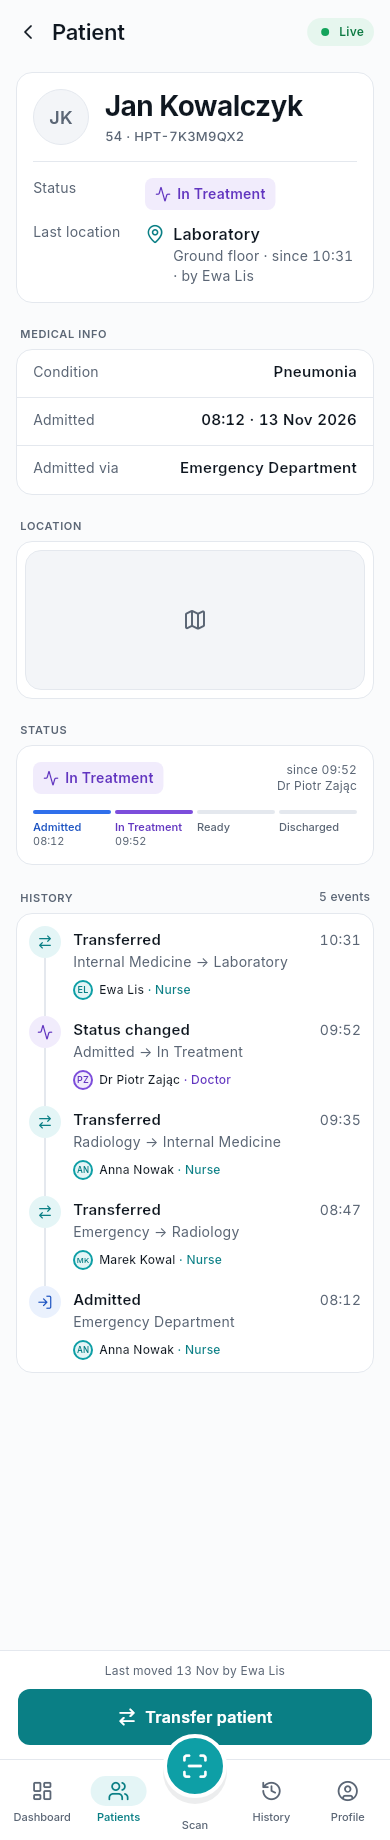 Patient
Live
JK
Jan Kowalczyk
54 · HPT-7K3M9QX2
Status
In Treatment
Last location
Laboratory
Ground floor · since 10:31
· by Ewa Lis
MEDICAL INFO
Condition
Pneumonia
Admitted
08:12 · 13 Nov 2026
Admitted via
Emergency Department
LOCATION
STATUS
In Treatment
since 09:52
Dr Piotr Zając
Admitted
08:12
In Treatment
09:52
Ready
Discharged
HISTORY
5 events
Transferred
10:31
Internal Medicine → Laboratory
EL
Ewa Lis · Nurse
Status changed
09:52
Admitted → In Treatment
PZ
Dr Piotr Zając · Doctor
Transferred
09:35
Radiology → Internal Medicine
AN
Anna Nowak · Nurse
Transferred
08:47
Emergency → Radiology
MK
Marek Kowal · Nurse
Admitted
08:12
Emergency Department
AN
Anna Nowak · Nurse
Last moved 13 Nov by Ewa Lis
Transfer patient
Dashboard
Patients
Scan
History
Profile